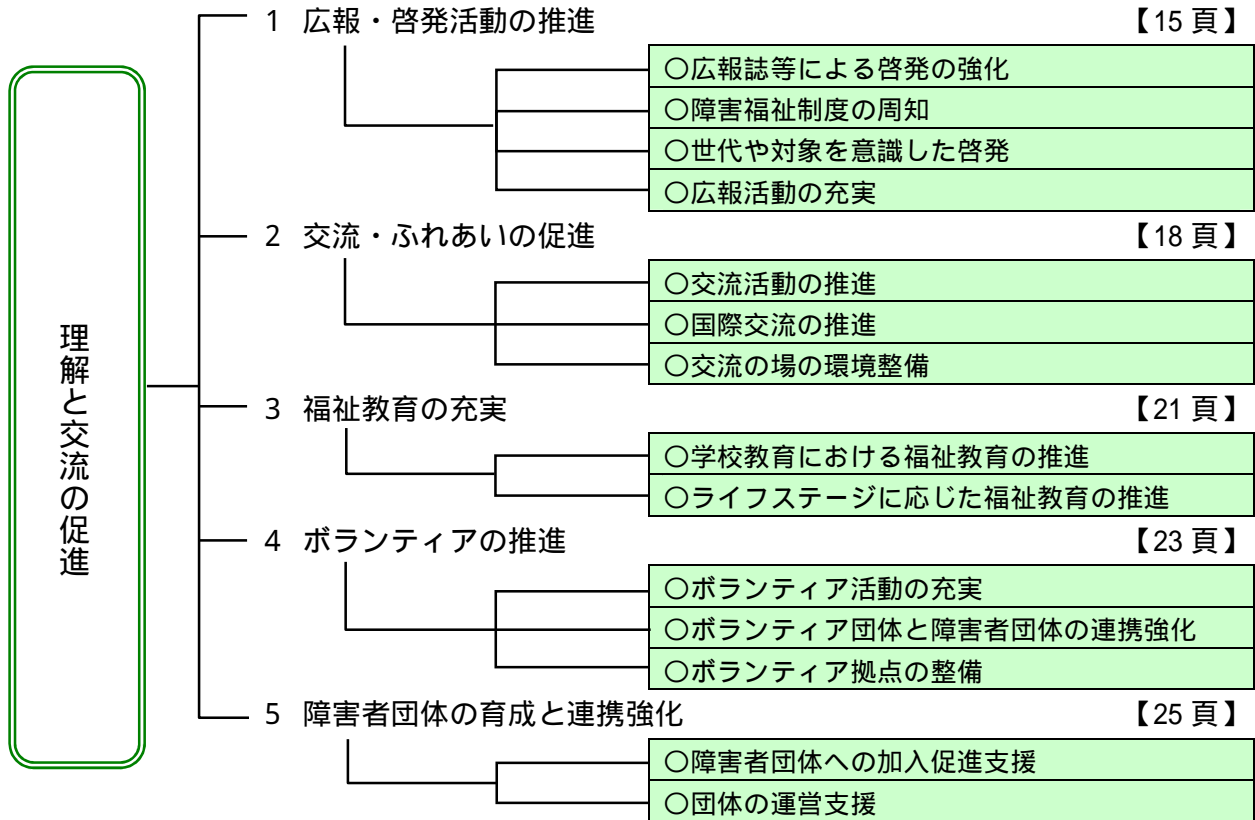 理解と交流の促進
1 広報・啓発活動の推進 【15 頁】
○広報誌等による啓発の強化
○障害福祉制度の周知
○世代や対象を意識した啓発
○広報活動の充実
2 交流・ふれあいの促進 【18 頁】
○交流活動の推進
○国際交流の推進
○交流の場の環境整備
3 福祉教育の充実 【21 頁】
○学校教育における福祉教育の推進
○ライフステージに応じた福祉教育の推進
4 ボランティアの推進 【23 頁】
○ボランティア活動の充実
○ボランティア団体と障害者団体の連携強化
○ボランティア拠点の整備
5 障害者団体の育成と連携強化 【25 頁】
○障害者団体への加入促進支援
○団体の運営支援